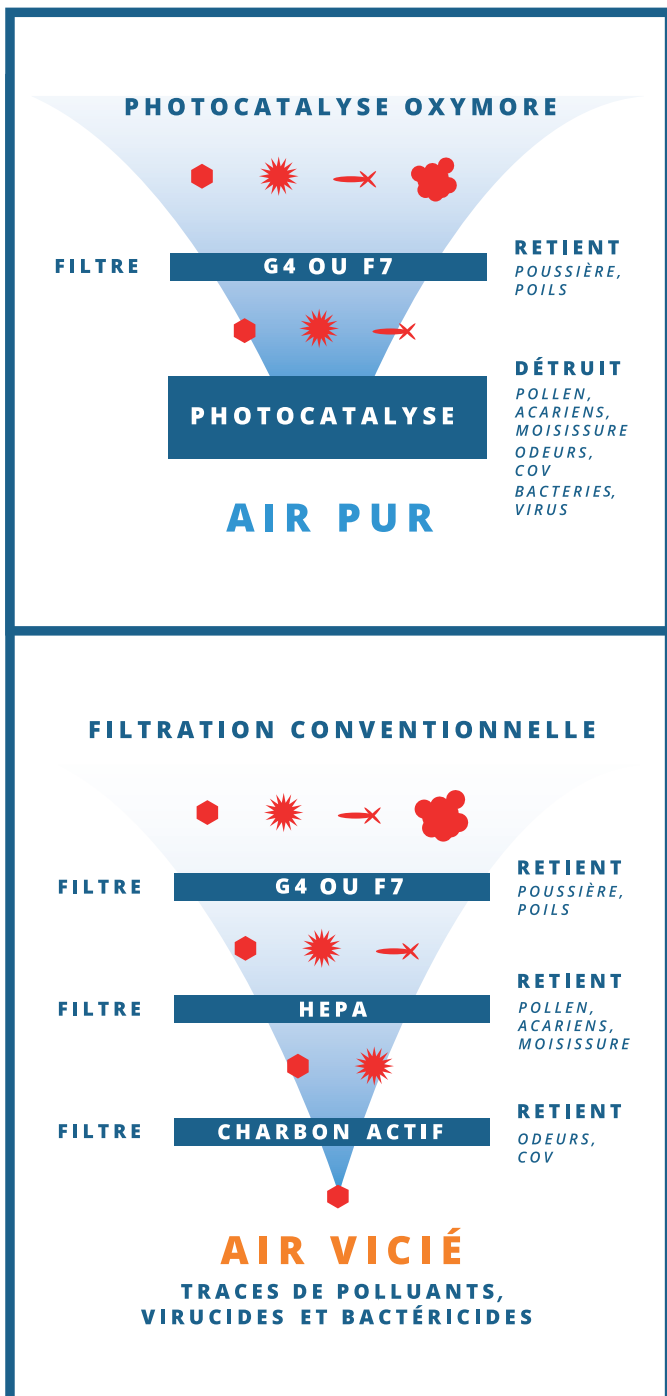 PHOTOCATALYSE OXYMORE
FILTRE
G4 OU F7
RETIENT
POUSSIÈRE,
POILS
PHOTOCATALYSE
DÉTRUIT
POLLEN,
ACARIENS,
MOISISSURE
ODEURS,
COV
BACTERIES,
VIRUS
AIR PUR
FILTRATION CONVENTIONNELLE
FILTRE
G4 OU F7
RETIENT
POUSSIÈRE,
POILS
FILTRE
HEPA
RETIENT
POLLEN,
ACARIENS,
MOISISSURE
FILTRE
CHARBON ACTIF
RETIENT
ODEURS,
COV
AIR VICIÉ
TRACES DE POLLUANTS,
VIRUCIDES ET BACTÉRICIDES